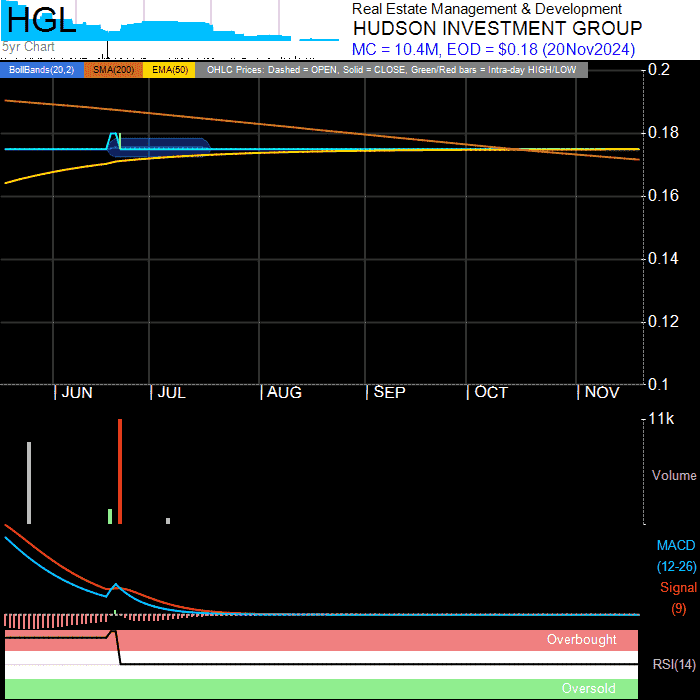 HGL
5yr Chart
Real Estate Management & Development
HUDSON INVESTMENT GROUP
MC = 10.4M, EOD = $0.18 (20Nov2024)
BollBands(20,2) SMA(200) EMA(50) OHLC Prices: Dashed = OPEN, Solid = CLOSE, Green/Red bars = Intra-day HIGH/LOW
0.2
0.18
0.16
0.14
0.12
0.1
JUN JUL AUG SEP OCT NOV
11k
Volume
MACD
(12-26)
Signal
(9)
Overbought
RSI(14)
Oversold